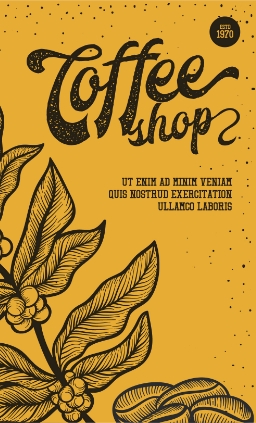 ESTD
1970
Coffee
shop
UT ENIM AD MINIM VENIAM
QUIS NOSTRUD EXERCITATION
ULLAMCO LABORIS